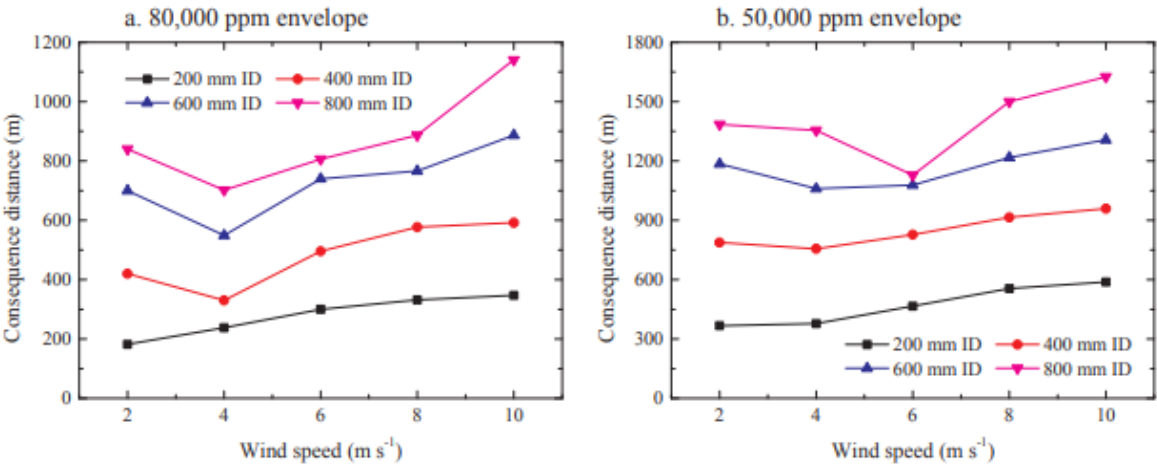 a. 80,000 ppm envelope
1200
1000
800
600
400
200
0
Consequence distance (m)
200 mm ID 400 mm ID
600 mm ID 800 mm ID
2 4 6 8 10
Wind speed (m s⁻¹)
b. 50,000 ppm envelope
1800
1500
1200
900
600
300
0
Consequence distance (m)
200 mm ID 400 mm ID
600 mm ID 800 mm ID
2 4 6 8 10
Wind speed (m s⁻¹)